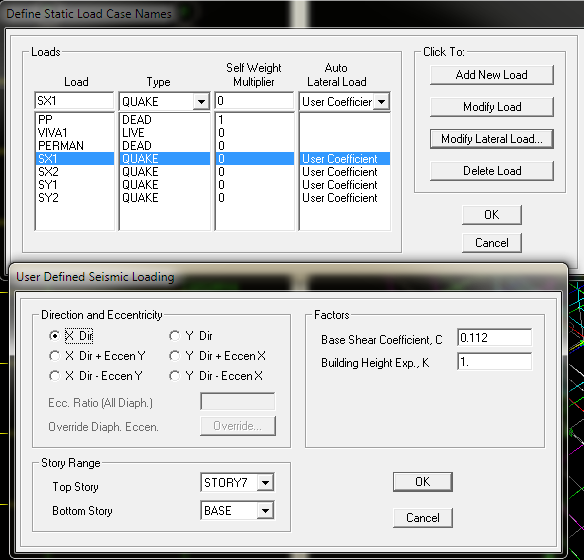 Define Static Load Case Names
Loads
Click To:
Load Type Self Weight Multiplier Auto Lateral Load
SX1 QUAKE 0 User Coefficien
PP DEAD 1
VIVA1 LIVE 0
PERMAN DEAD 0
SX1 QUAKE 0 User Coefficient
SX2 QUAKE 0 User Coefficient
SY1 QUAKE 0 User Coefficient
SY2 QUAKE 0 User Coefficient
Add New Load
Modify Load
Modify Lateral Load...
Delete Load
OK
Cancel
User Defined Seismic Loading
Direction and Eccentricity
X Dir Y Dir
X Dir + Eccen Y Y Dir + Eccen X
X Dir - Eccen Y Y Dir - Eccen X
Ecc. Ratio (All Diaph.)
Override Diaph. Eccen. Override...
Factors
Base Shear Coefficient, C 0.112
Building Height Exp., K 1.
Story Range
Top Story STORY7
Bottom Story BASE
OK
Cancel